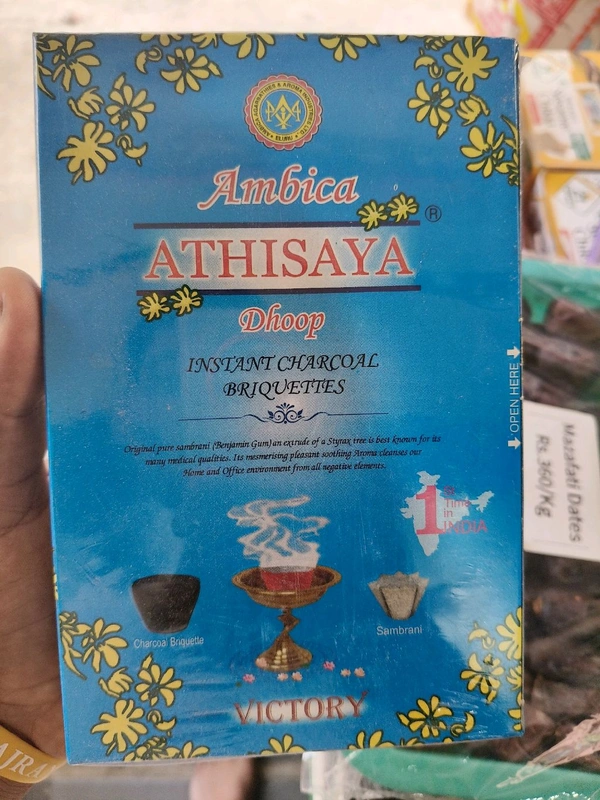 Ambica
®
ATHISAYA
Dhoop
INSTANT CHARCOAL
BRIQUETTES
Original pure sambrani (Benjamin Gum) an extrude of a Styrax tree is best known for its
many medical qualities. Its mesmerising pleasant soothing Aroma cleanses our
Home and Office environment from all negative elements.
1st
Time
in
INDIA
Charcoal Briquette
Sambrani
VICTORY
OPEN HERE
Mazafati Dates
Rs. 360/Kg